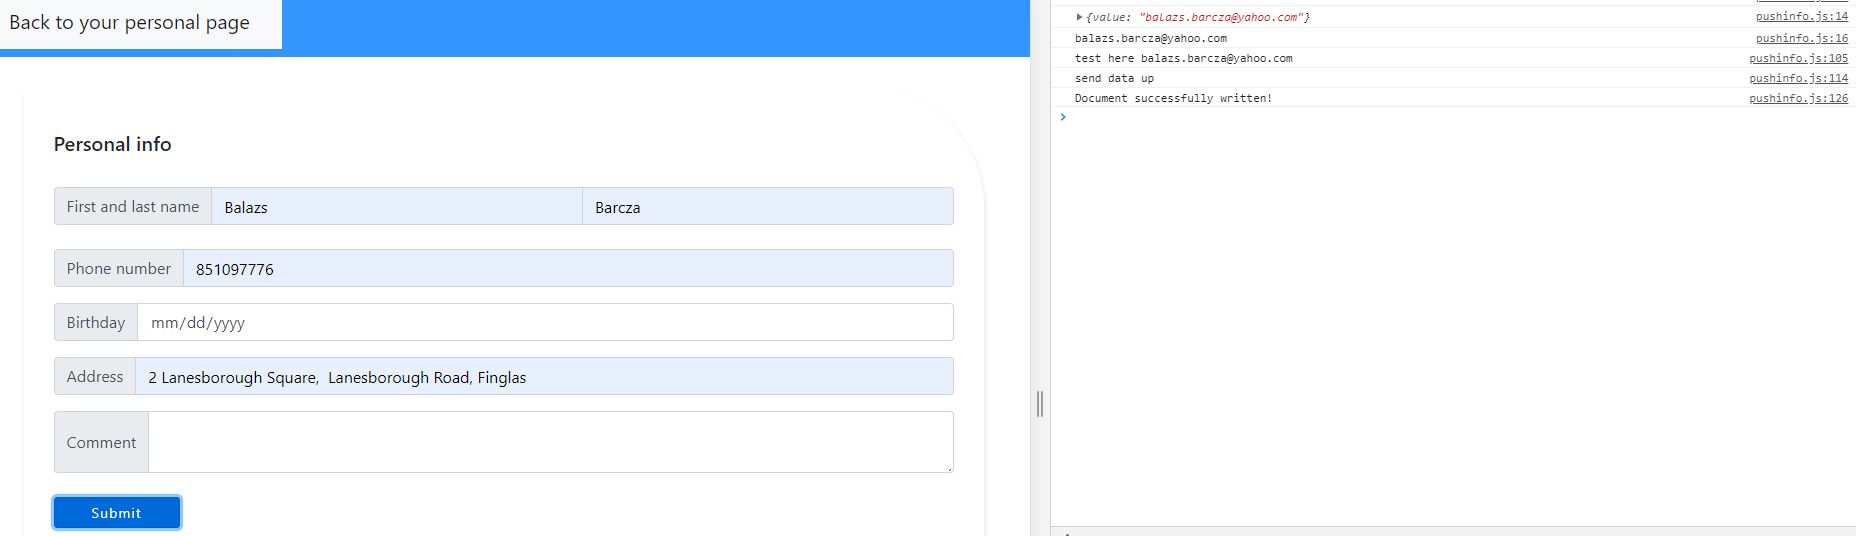 Back to your personal page
Personal info
First and last name Balazs Barcza
Phone number 851097776
Birthday mm/dd/yyyy
Address 2 Lanesborough Square, Lanesborough Road, Finglas
Comment
Submit
{value: "balazs.barcza@yahoo.com"} pushinfo.js:14
balazs.barcza@yahoo.com pushinfo.js:16
test here balazs.barcza@yahoo.com pushinfo.js:105
send data up pushinfo.js:114
Document successfully written! pushinfo.js:126